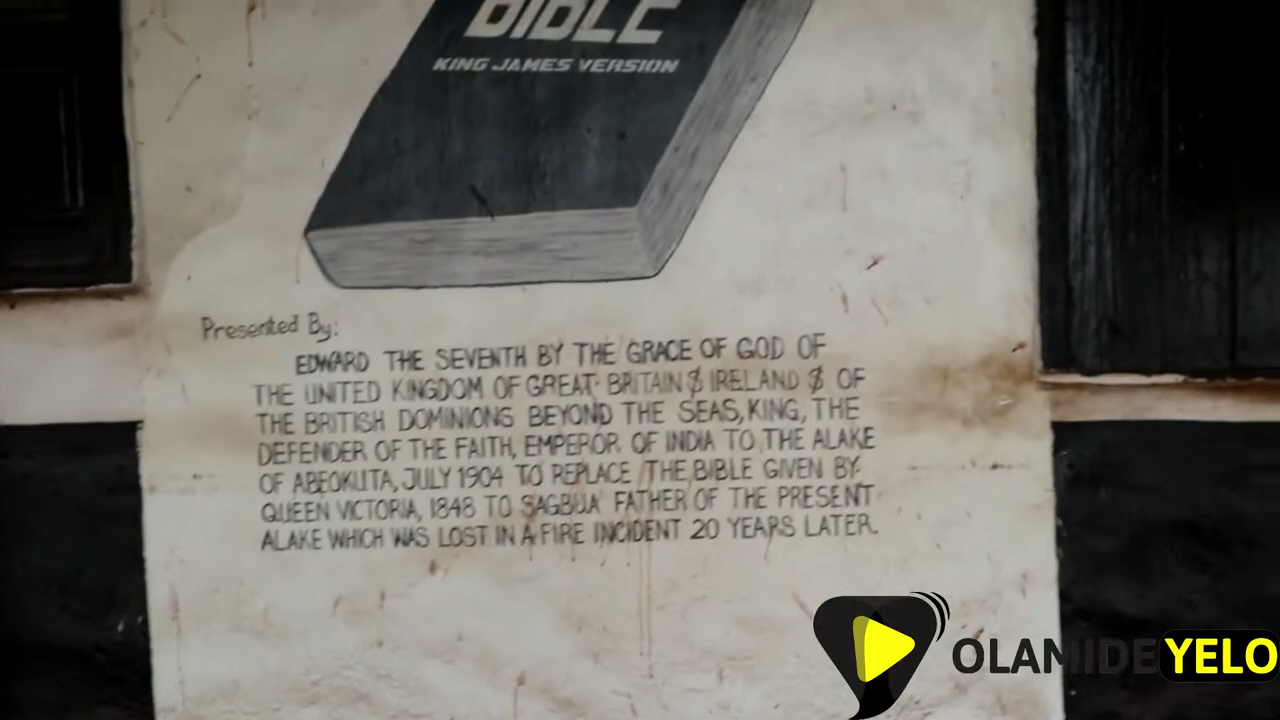 BIBLE
KING JAMES VERSION
Presented By:
EDWARD THE SEVENTH BY THE GRACE OF GOD OF
THE UNITED KINGDOM OF GREAT BRITAIN $ IRELAND $ OF
THE BRITISH DOMINIONS BEYOND THE SEAS, KING, THE
DEFENDER OF THE FAITH, EMPEROR OF INDIA TO THE ALAKE
OF ABEOKUTA, JULY 1904 TO REPLACE THE BIBLE GIVEN BY
QUEEN VICTORIA, 1848 TO SAGBUA FATHER OF THE PRESENT
ALAKE WHICH WAS LOST IN A FIRE INCIDENT 20 YEARS LATER.
OLAMIDE YELO